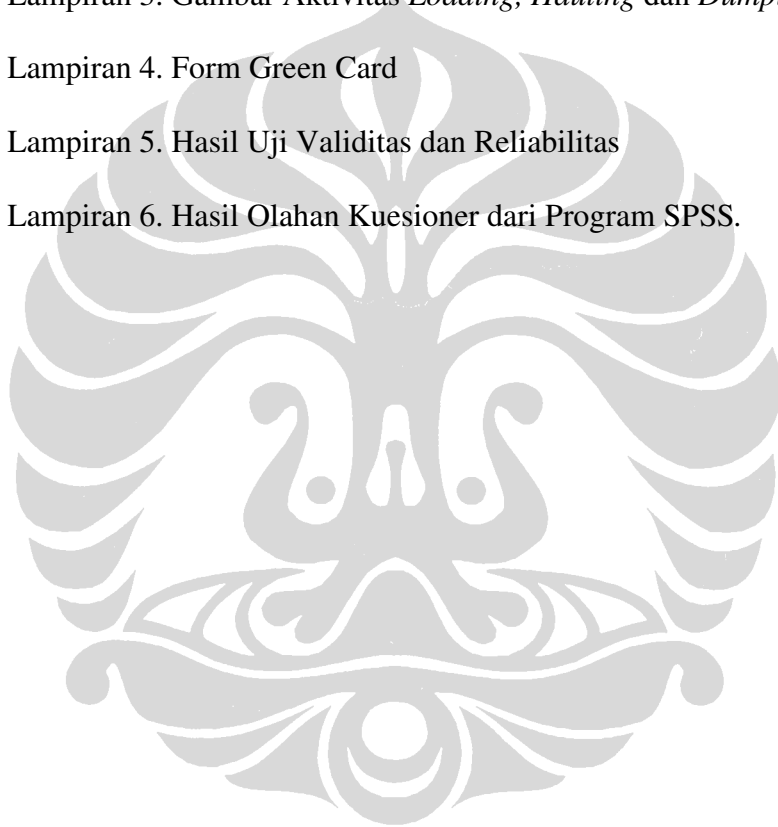 Lampiran 3. Gambar Aktivitas Loading, Hauling dan
Lampiran 4. Form Green Card
Lampiran 5. Hasil Uji Validitas dan Reliabilitas
Lampiran 6. Hasil Olahan Kuesioner dari Program SPSS.